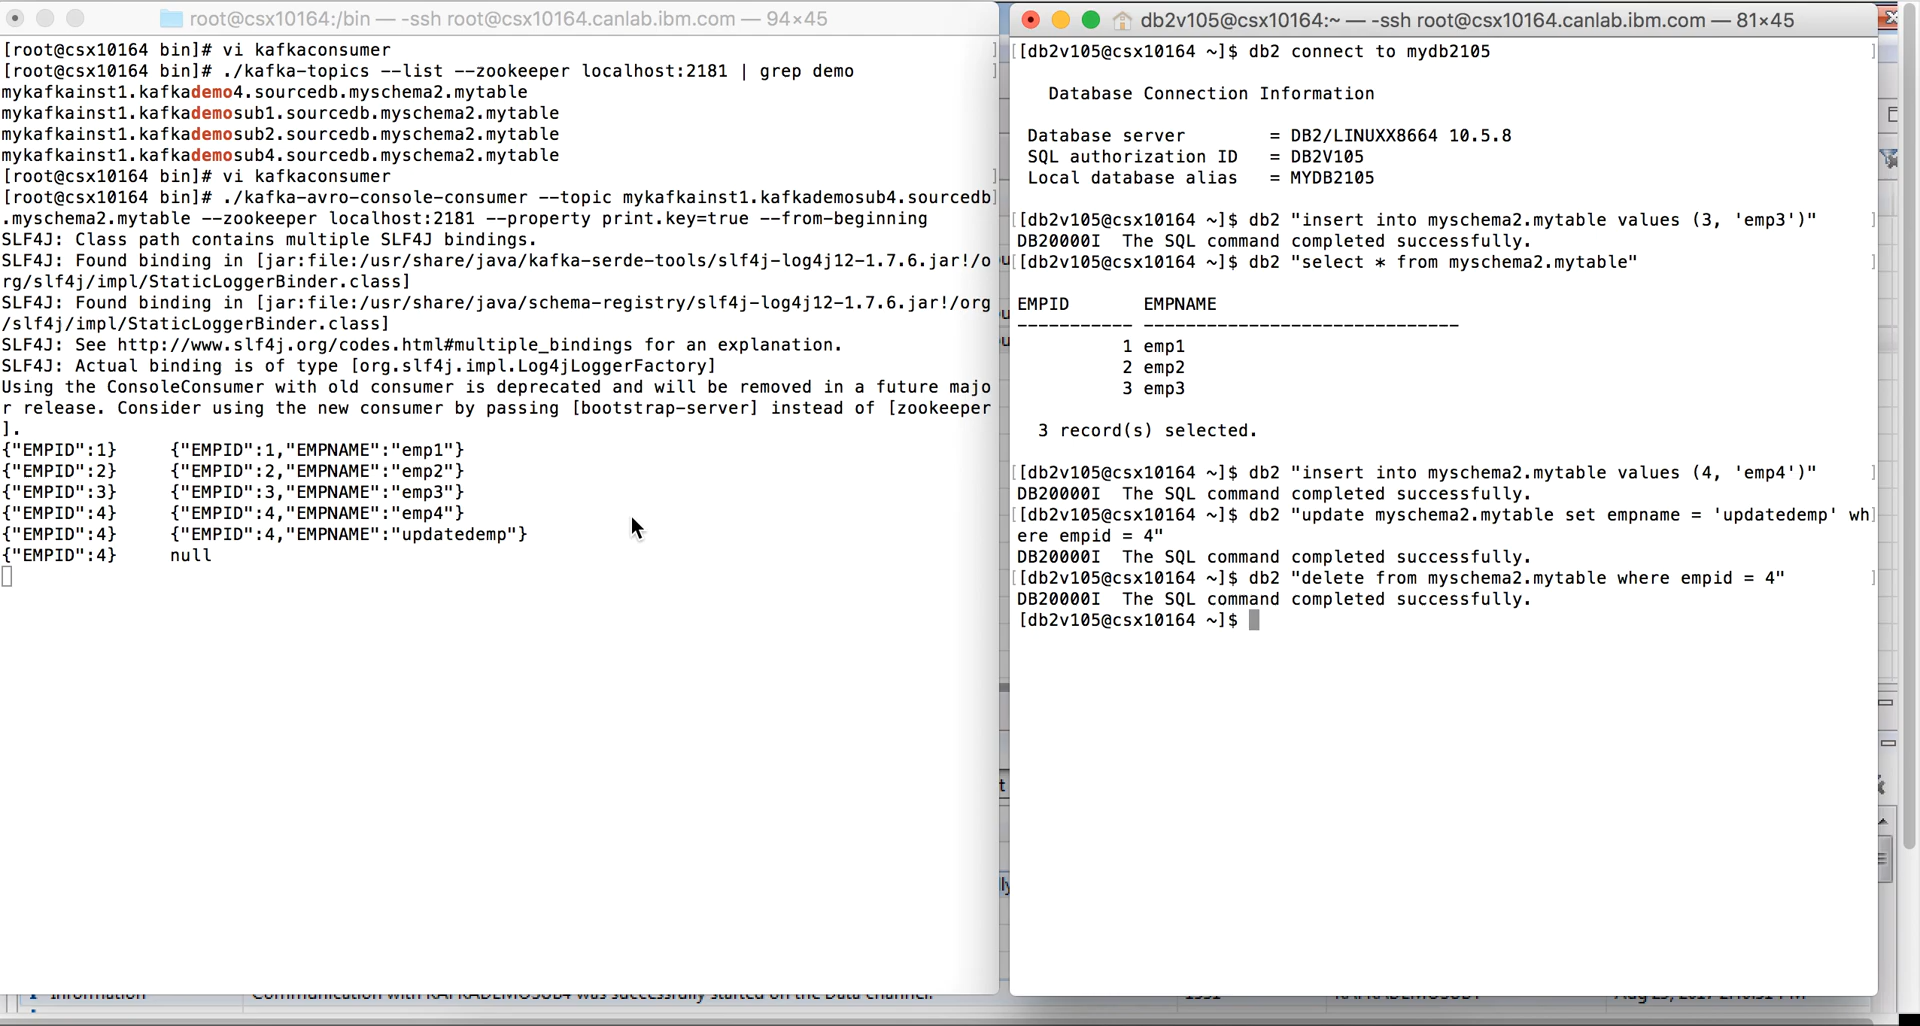 root@csx10164:/bin — -ssh root@csx10164.canlab.ibm.com — 94×45
[root@csx10164 bin]# vi kafkaconsumer
[root@csx10164 bin]# ./kafka-topics --list --zookeeper localhost:2181 | grep demo
mykafkainst1.kafkademo4.sourcedb.myschema2.mytable
mykafkainst1.kafkademosub1.sourcedb.myschema2.mytable
mykafkainst1.kafkademosub2.sourcedb.myschema2.mytable
mykafkainst1.kafkademosub4.sourcedb.myschema2.mytable
[root@csx10164 bin]# vi kafkaconsumer
[root@csx10164 bin]# ./kafka-avro-console-consumer --topic mykafkainst1.kafkademosub4.sourcedb
.myschema2.mytable --zookeeper localhost:2181 --property print.key=true --from-beginning
SLF4J: Class path contains multiple SLF4J bindings.
SLF4J: Found binding in [jar:file:/usr/share/java/kafka-serde-tools/slf4j-log4j12-1.7.6.jar!/o
rg/slf4j/impl/StaticLoggerBinder.class]
SLF4J: Found binding in [jar:file:/usr/share/java/schema-registry/slf4j-log4j12-1.7.6.jar!/org
/slf4j/impl/StaticLoggerBinder.class]
SLF4J: See http://www.slf4j.org/codes.html#multiple_bindings for an explanation.
SLF4J: Actual binding is of type [org.slf4j.impl.Log4jLoggerFactory]
Using the ConsoleConsumer with old consumer is deprecated and will be removed in a future majo
r release. Consider using the new consumer by passing [bootstrap-server] instead of [zookeeper
].
{"EMPID":1}     {"EMPID":1,"EMPNAME":"emp1"}
{"EMPID":2}     {"EMPID":2,"EMPNAME":"emp2"}
{"EMPID":3}     {"EMPID":3,"EMPNAME":"emp3"}
{"EMPID":4}     {"EMPID":4,"EMPNAME":"emp4"}
{"EMPID":4}     {"EMPID":4,"EMPNAME":"updatedemp"}
{"EMPID":4}     null
db2v105@csx10164:~ — -ssh root@csx10164.canlab.ibm.com — 81×45
[db2v105@csx10164 ~]$ db2 connect to mydb2105
Database Connection Information
Database server        = DB2/LINUXX8664 10.5.8
SQL authorization ID   = DB2V105
Local database alias   = MYDB2105
[db2v105@csx10164 ~]$ db2 "insert into myschema2.mytable values (3, 'emp3')"
DB20000I  The SQL command completed successfully.
[db2v105@csx10164 ~]$ db2 "select * from myschema2.mytable"
EMPID       EMPNAME
----------- ------------------------------
1 emp1
2 emp2
3 emp3
3 record(s) selected.
[db2v105@csx10164 ~]$ db2 "insert into myschema2.mytable values (4, 'emp4')"
DB20000I  The SQL command completed successfully.
[db2v105@csx10164 ~]$ db2 "update myschema2.mytable set empname = 'updatedemp' wh
ere empid = 4"
DB20000I  The SQL command completed successfully.
[db2v105@csx10164 ~]$ db2 "delete from myschema2.mytable where empid = 4"
DB20000I  The SQL command completed successfully.
[db2v105@csx10164 ~]$